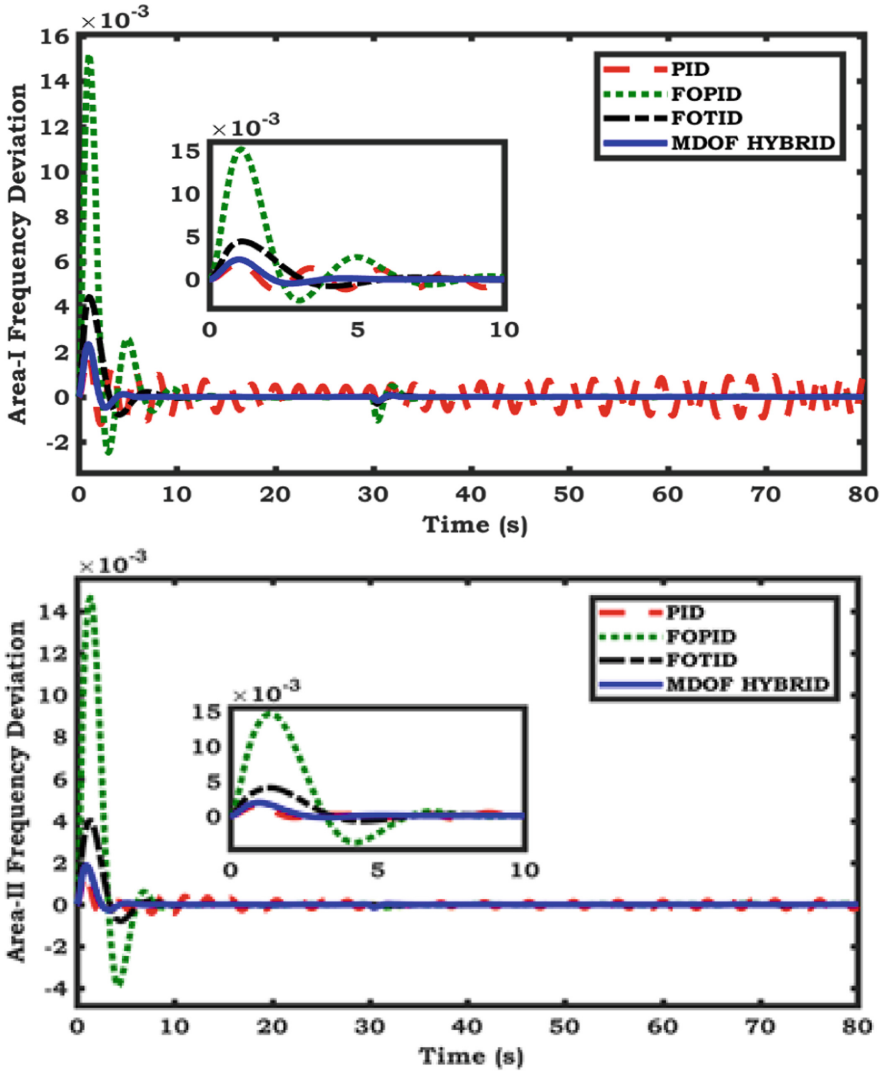 ×10-3
16
14
12
10
8
6
4
2
0
-2
Area-I Frequency Deviation
PID
FOPID
FOTID
MDOF HYBRID
×10-3
15
10
5
0
0 5 10
0 10 20 30 40 50 60 70 80
Time (s)
×10-3
14
12
10
8
6
4
2
0
-2
-4
Area-II Frequency Deviation
PID
FOPID
FOTID
MDOF HYBRID
×10-3
15
10
5
0
0 5 10
0 10 20 30 40 50 60 70 80
Time (s)